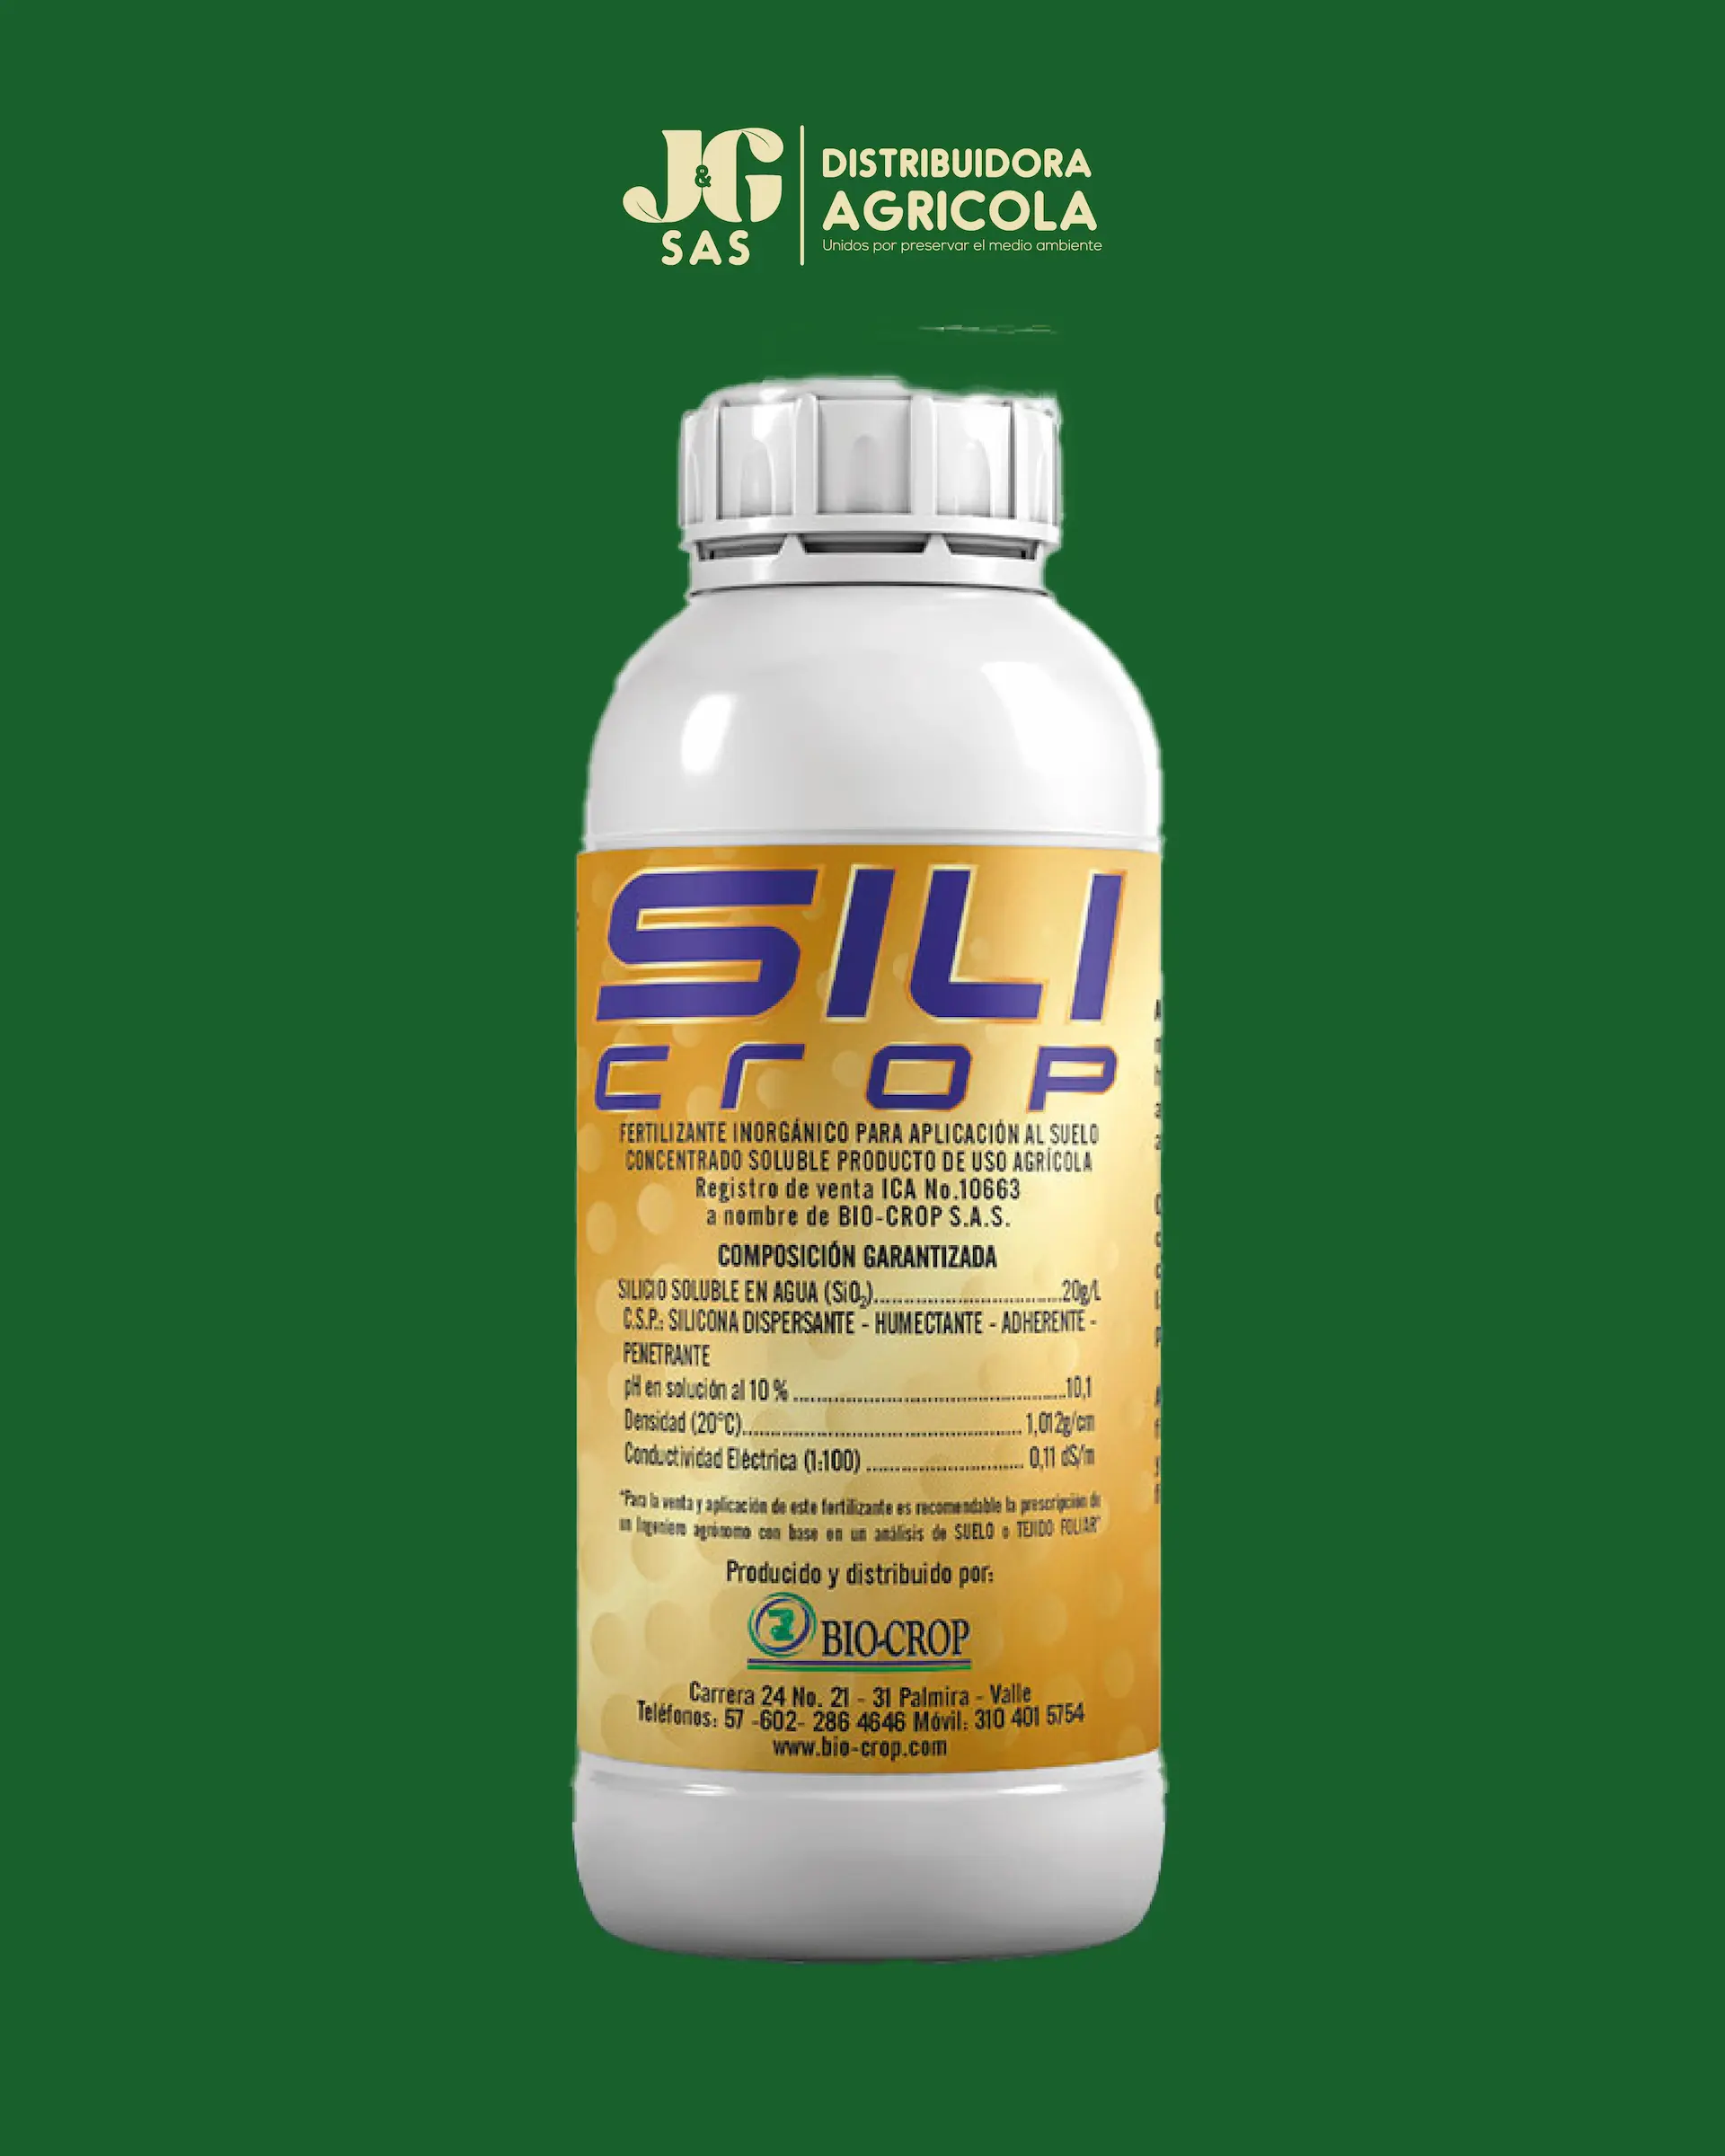 J&G
SAS
DISTRIBUIDORA
AGRICOLA
Unidos por preservar el medio ambiente
SILI
crop
FERTILIZANTE INORGÁNICO PARA APLICACIÓN AL SUELO
CONCENTRADO SOLUBLE PRODUCTO DE USO AGRÍCOLA
Registro de venta ICA No.10663
a nombre de BIO-CROP S.A.S.
COMPOSICIÓN GARANTIZADA
SILICIO SOLUBLE EN AGUA (SiO₂)....................................20g/L
C.S.P.: SILICONA DISPERSANTE - HUMECTANTE - ADHERENTE -
PENETRANTE
pH en solución al 10 % ....................................................10,1
Densidad (20°C)..................................................... 1,012g/cm
Conductividad Eléctrica (1:100) .............................. 0,11 dS/m
"Para la venta y aplicación de este fertilizante es recomendable la prescripción de
un Ingeniero agrónomo con base en un análisis de SUELO o TEJIDO FOLIAR"
Producido y distribuido por:
BIO-CROP
Carrera 24 No. 21 - 31 Palmira - Valle
Teléfonos: 57 -602- 286 4646 Móvil: 310 401 5754
www.bio-crop.com